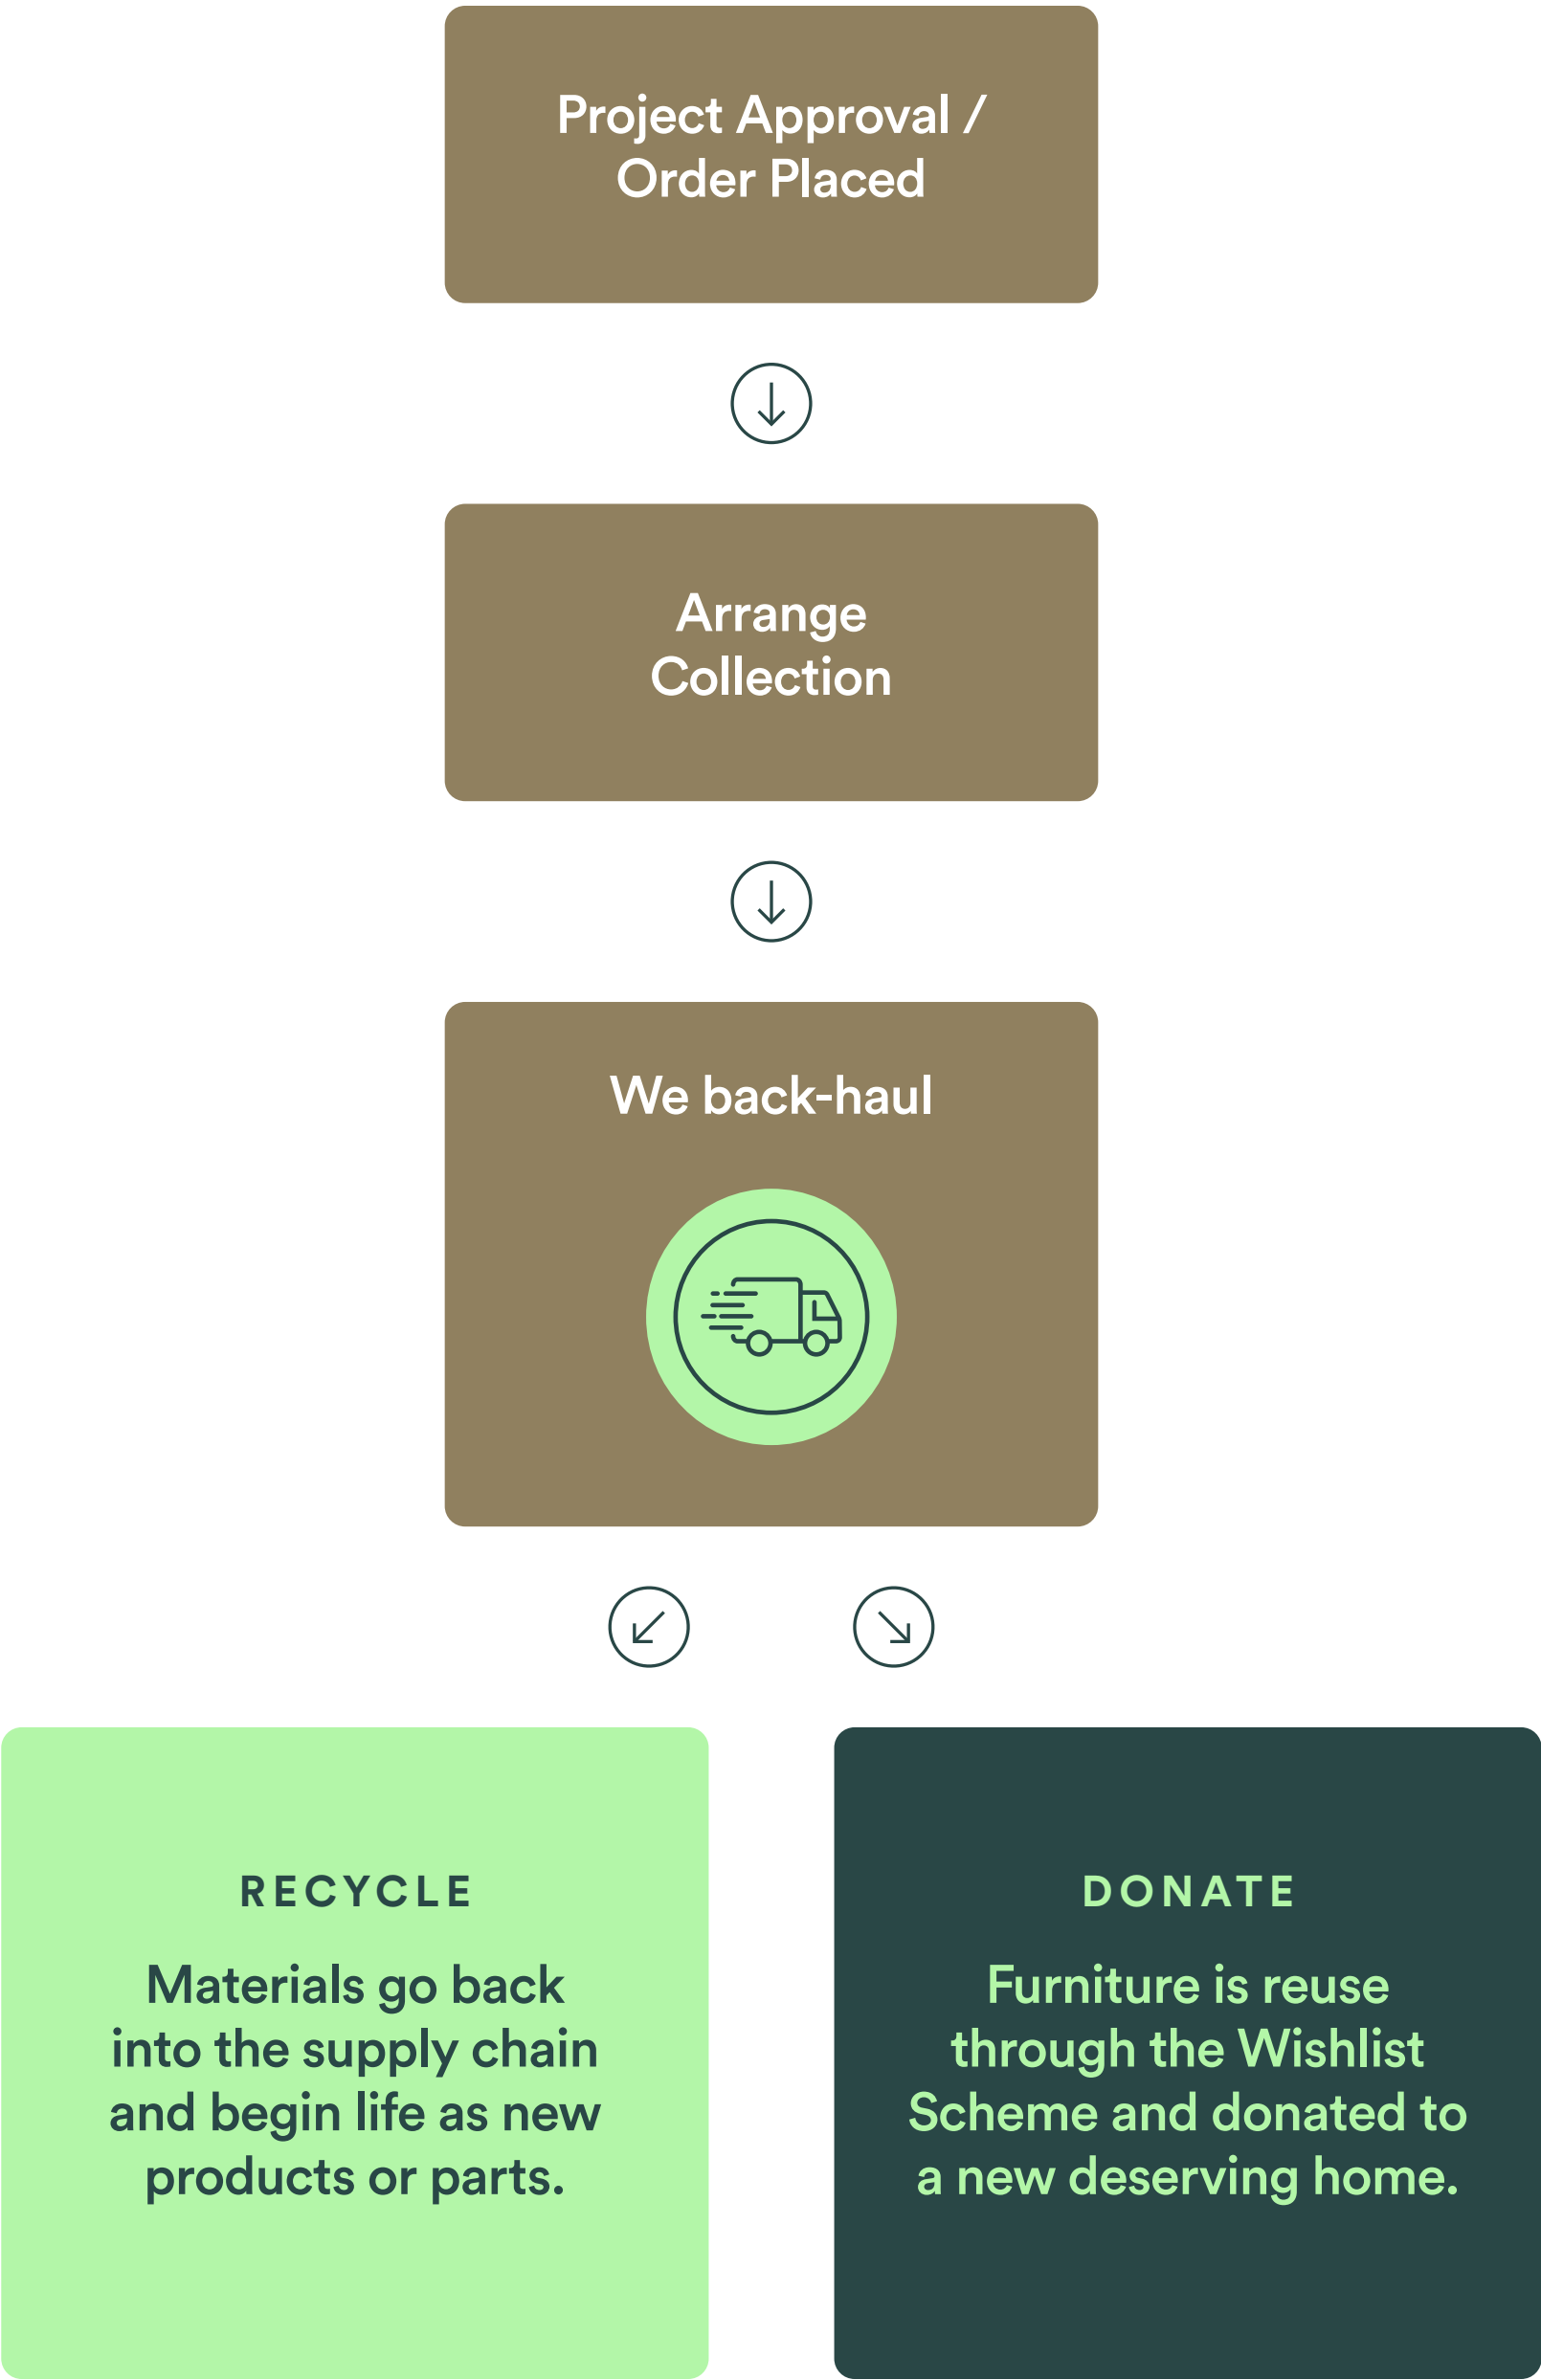 Project Approval /
Order Placed
Arrange
Collection
We back-haul
RECYCLE
Materials go back
into the supply chain
and begin life as new
products or parts.
DONATE
Furniture is reuse
through the Wishlist
Scheme and donated to
a new deserving home.